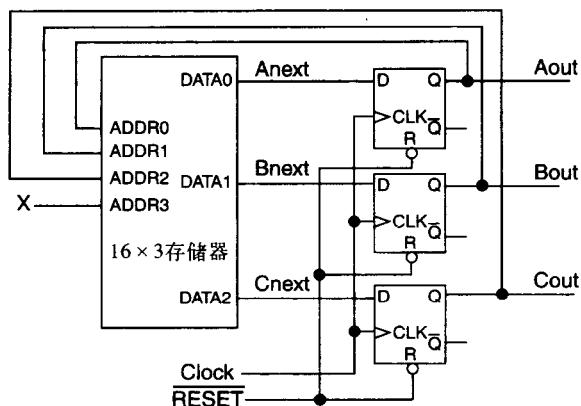 DATA0
Anext
D
Q
Aout
CLK
Q
R
ADDR0
ADDR1
ADDR2
X
ADDR3
DATA1
Bnext
D
Q
Bout
CLK
Q
R
16×3存储器
DATA2
Cnext
D
Q
Cout
CLK
Q
R
Clock
RESET